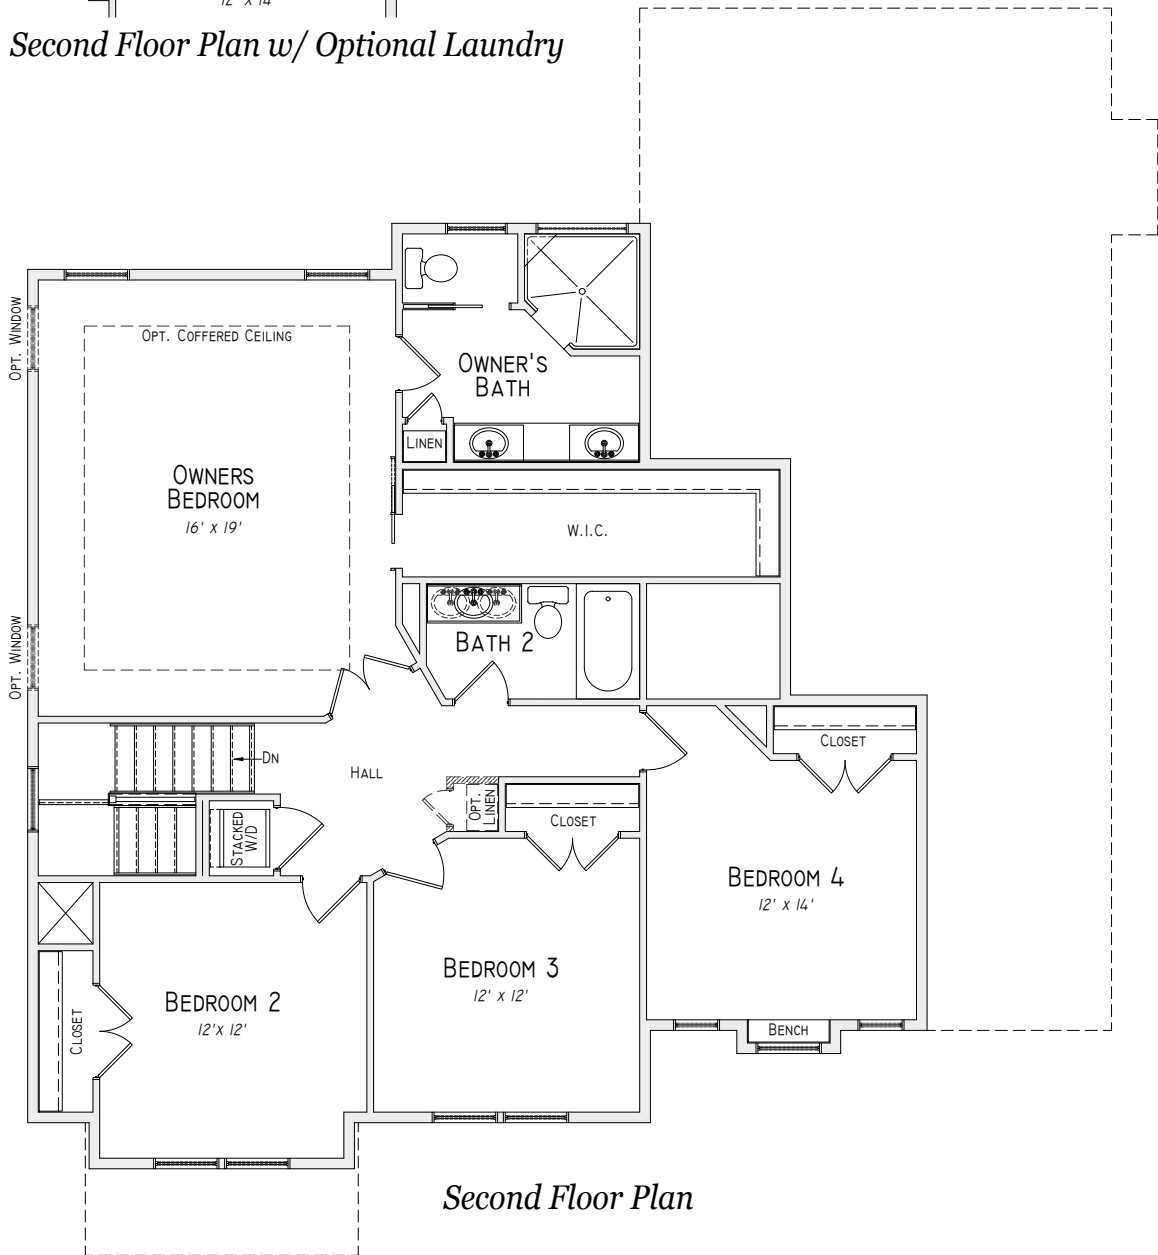 12' X 14'
Second Floor Plan w/ Optional Laundry
OPT. WINDOW
OPT. COFFERED CEILING
OWNER'S
BATH
LINEN
OWNERS
BEDROOM
16' X 19'
W.I.C.
OPT. WINDOW
BATH 2
DN
HALL
CLOSET
STACKED
W/D
OPT.
LINEN
CLOSET
BEDROOM 4
12' X 14'
BEDROOM 3
12' X 12'
BEDROOM 2
12'X 12'
CLOSET
BENCH
Second Floor Plan